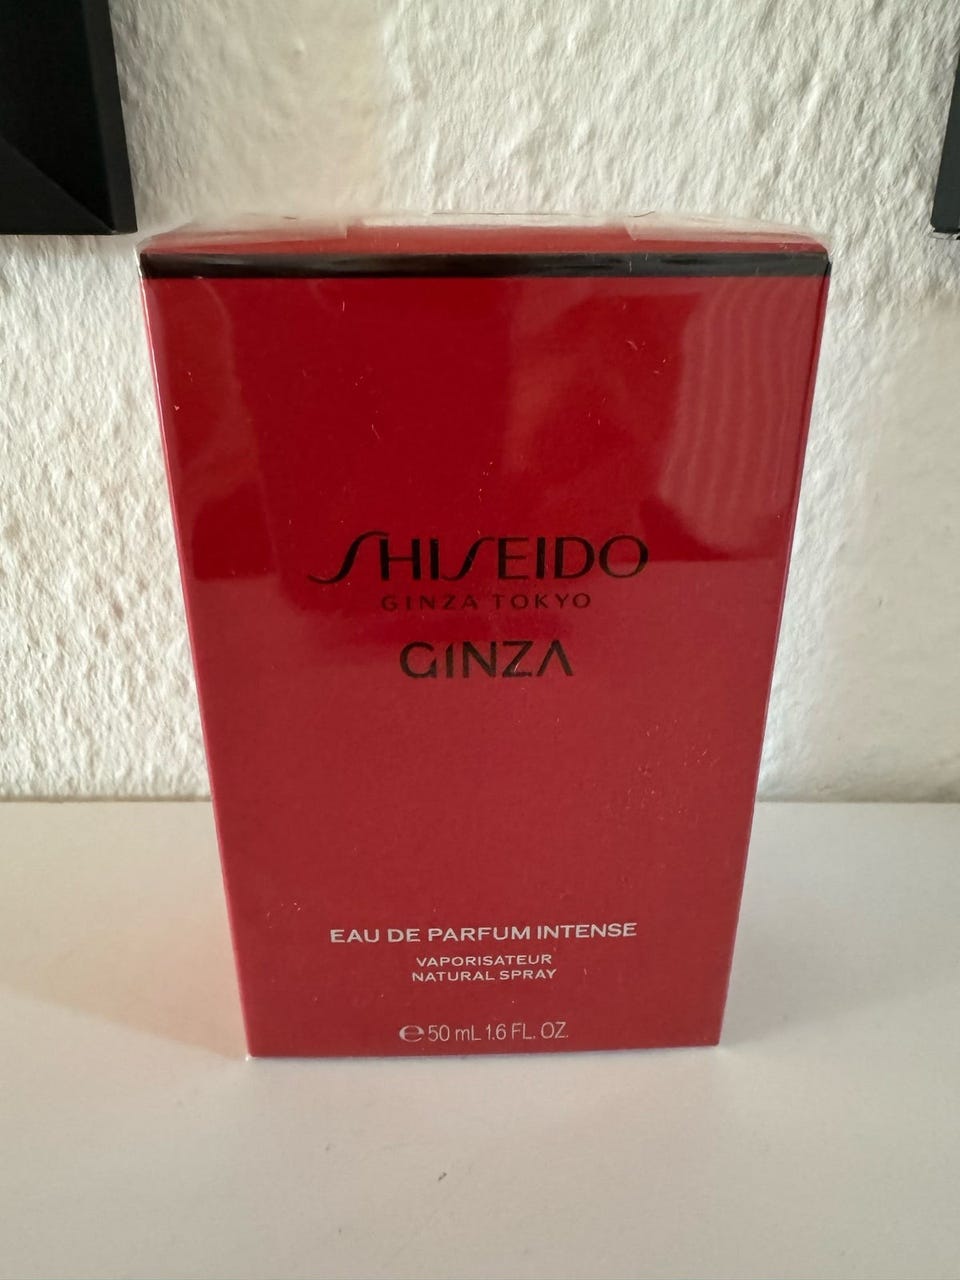 SHISEIDO
GINZA TOKYO
GINZA
EAU DE PARFUM INTENSE
VAPORISATEUR
NATURAL SPRAY
℮ 50 mL 1.6 FL. OZ.